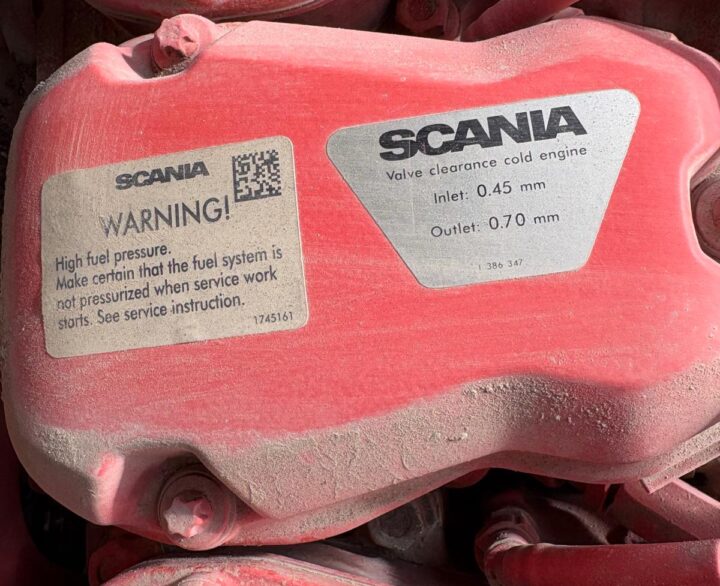 SCANIA
WARNING!
High fuel pressure.
Make certain that the fuel system is
not pressurized when service work
starts. See service instruction.
1745161
SCANIA
Valve clearance cold engine
Inlet: 0.45 mm
Outlet: 0.70 mm
1 386 347